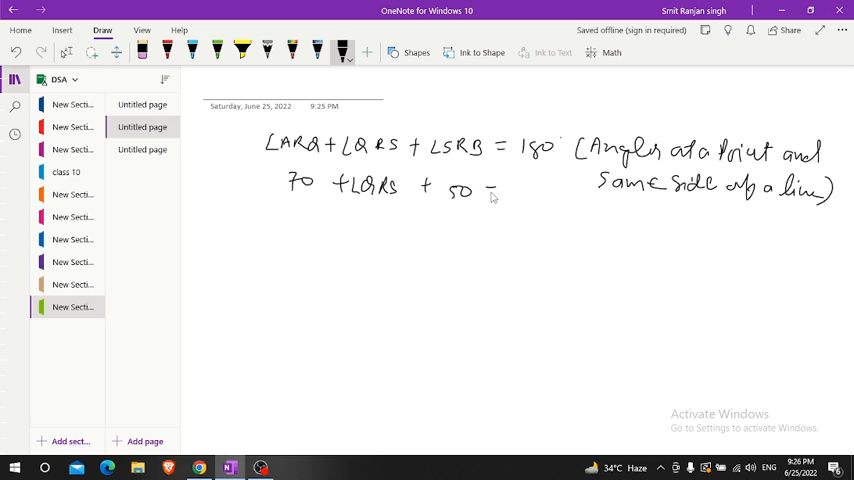 OneNote for Windows 10
Smit Ranjan singh
Home Insert Draw View Help
Saved offline (sign in required) Share
Shapes Ink to Shape Ink to Text Math
DSA
New Secti... Untitled page
New Secti... Untitled page
New Secti... Untitled page
class 10
New Secti...
New Secti...
New Secti...
New Secti...
New Secti...
New Secti...
Saturday, June 25, 2022 9:25 PM
∠ARQ + ∠QRS + ∠SRB = 180° (Angles at a Point and
70 + ∠QRS + 50 = Same side of a line)
Activate Windows
Go to Settings to activate Windows.
+ Add sect... + Add page
34°C Haze ENG 9:26 PM
6/25/2022 6